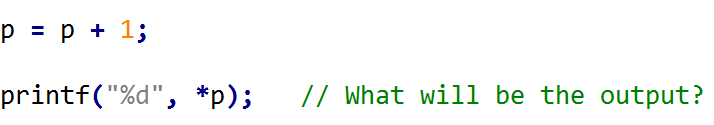 p = p + 1;
printf("%d", *p);   // What will be the output?